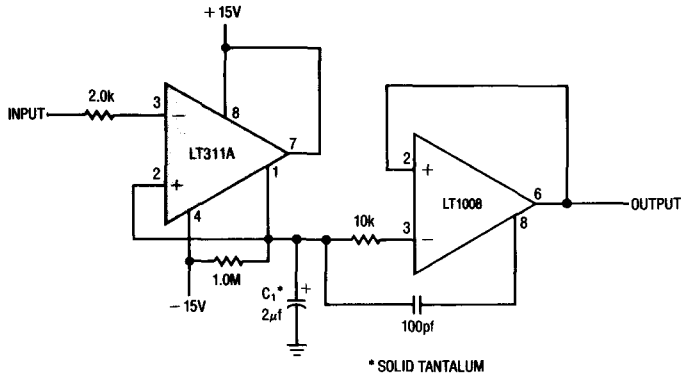 +15V
INPUT
2.0k
3
−
8
LT311A
7
2
+
1
4
1.0M
−15V
C₁*
+
2µf
10k
2
+
LT1008
6
OUTPUT
3
−
8
100pf
* SOLID TANTALUM